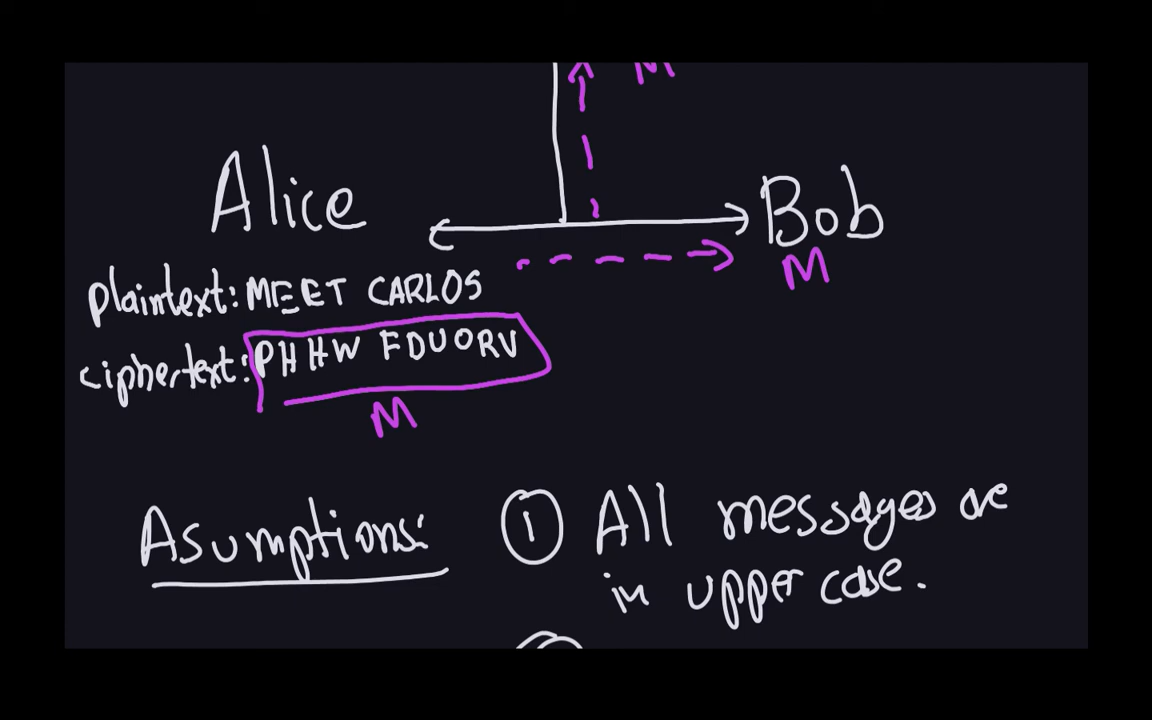 M
Alice
Bob
M
plaintext: MEET CARLOS
ciphertext: PHHW FDUORV
M
Asumptions: ① All messages are
in upper case.